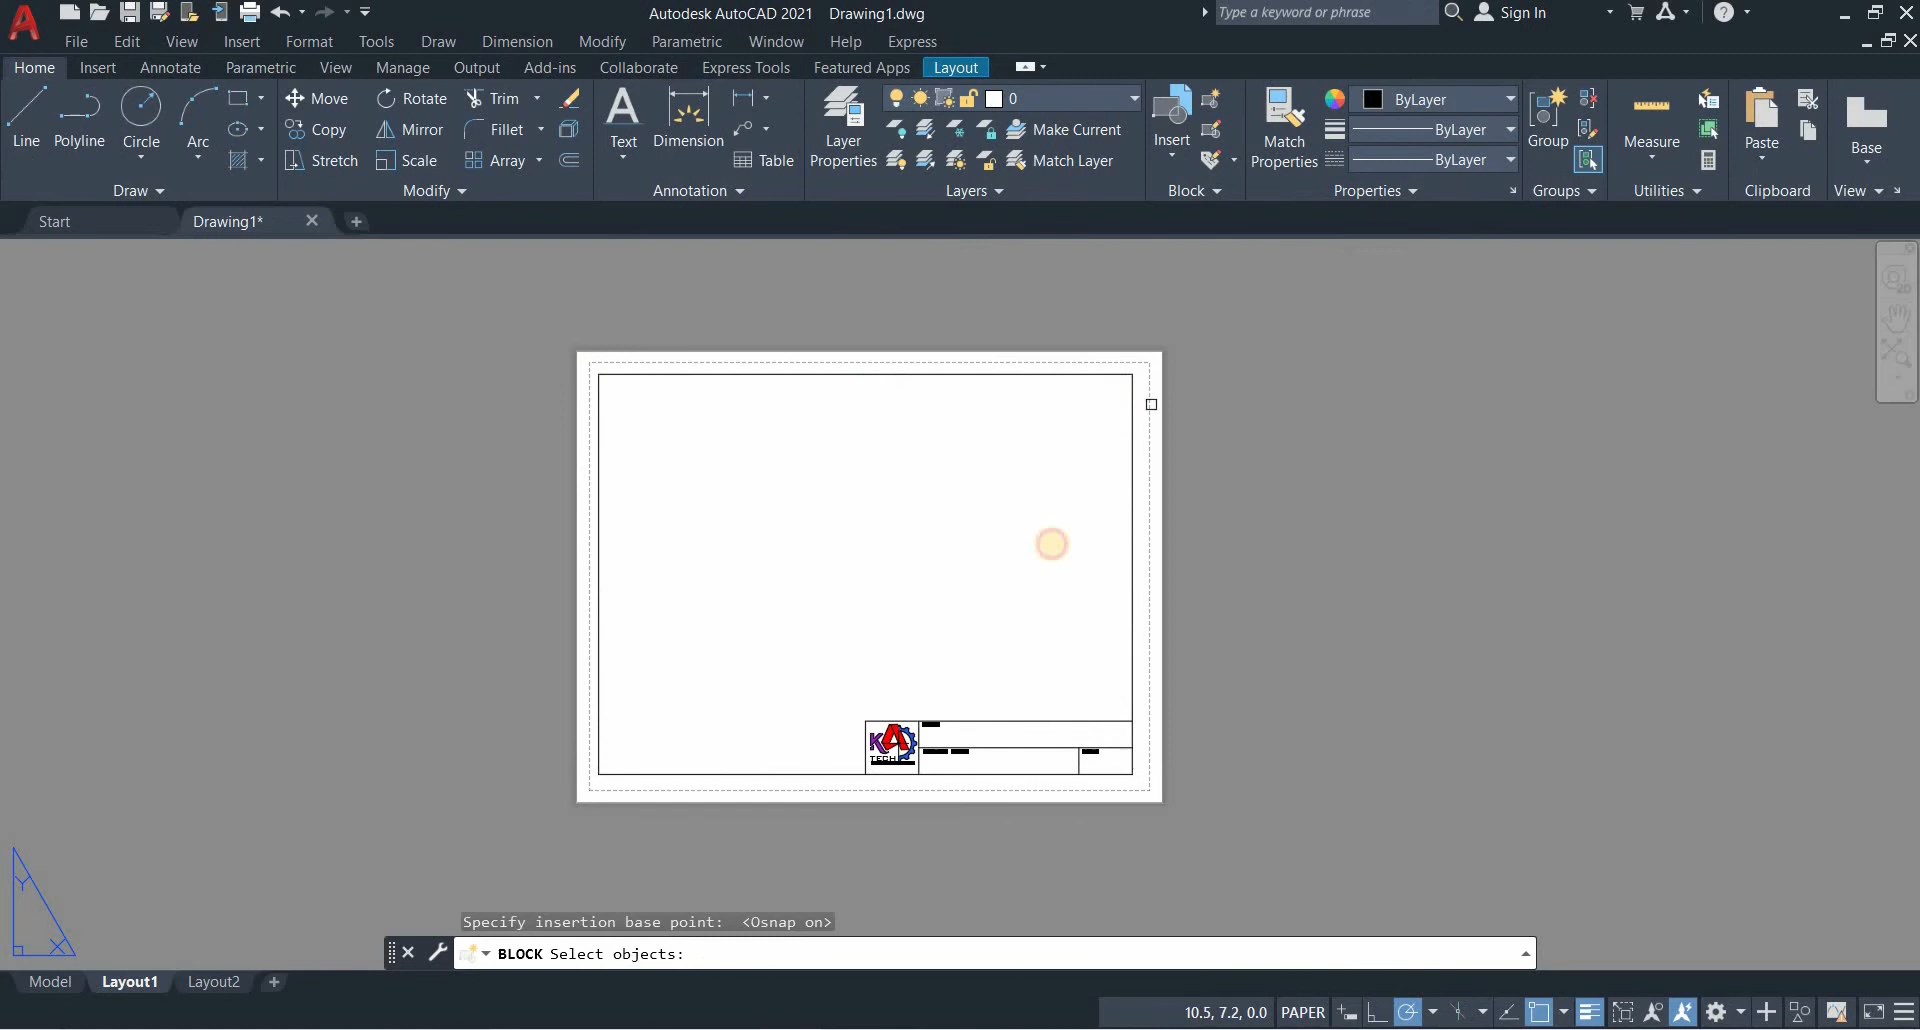 Autodesk AutoCAD 2021 Drawing1.dwg
Type a keyword or phrase
Sign In
File Edit View Insert Format Tools Draw Dimension Modify Parametric Window Help Express
Home Insert Annotate Parametric View Manage Output Add-ins Collaborate Express Tools Featured Apps Layout
Line Polyline Circle Arc
Draw
Move Rotate Trim
Copy Mirror Fillet
Stretch Scale Array
Modify
Text Dimension Table
Annotation
Layer Properties
0
Make Current
Match Layer
Layers
Insert
Block
Match Properties
ByLayer
ByLayer
ByLayer
Properties
Group
Groups
Measure
Utilities
Paste
Clipboard
Base
View
Start Drawing1*
2D
KA
TECH
Y
X
Specify insertion base point: <Osnap on>
BLOCK Select objects:
Model Layout1 Layout2
10.5, 7.2, 0.0 PAPER